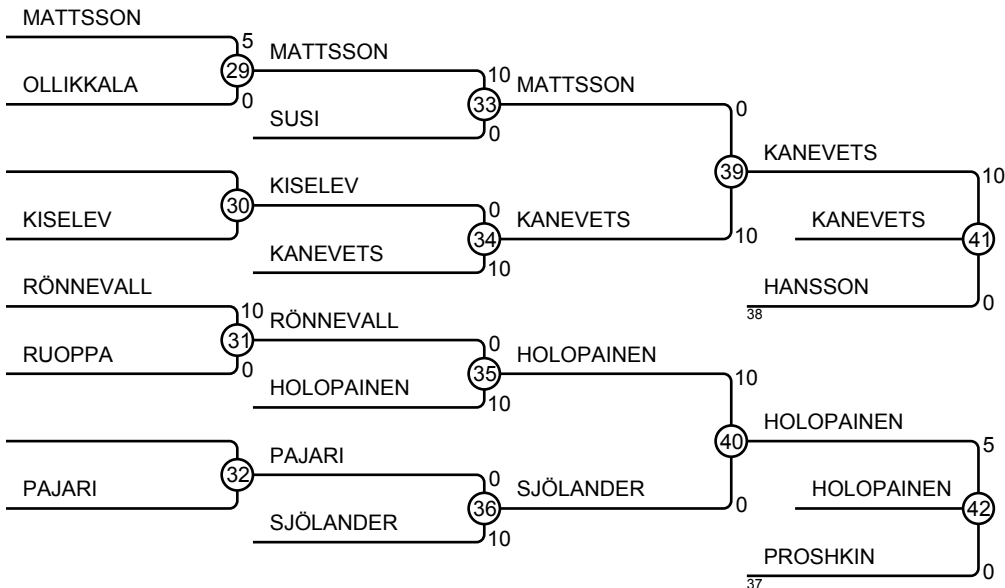 MATTSSON
5
29
MATTSSON
OLLIKKALA
0
10
33
MATTSSON
SUSI
0
0
39
KANEVETS
KISELEV
30
KISELEV
0
34
KANEVETS
10
KANEVETS
10
10
KANEVETS
41
HANSSON
38
0
RÖNNEVALL
10
31
RÖNNEVALL
RUOPPA
0
0
35
HOLOPAINEN
HOLOPAINEN
10
10
40
HOLOPAINEN
PAJARI
32
PAJARI
0
36
SJÖLANDER
SJÖLANDER
10
0
5
HOLOPAINEN
42
PROSHKIN
37
0